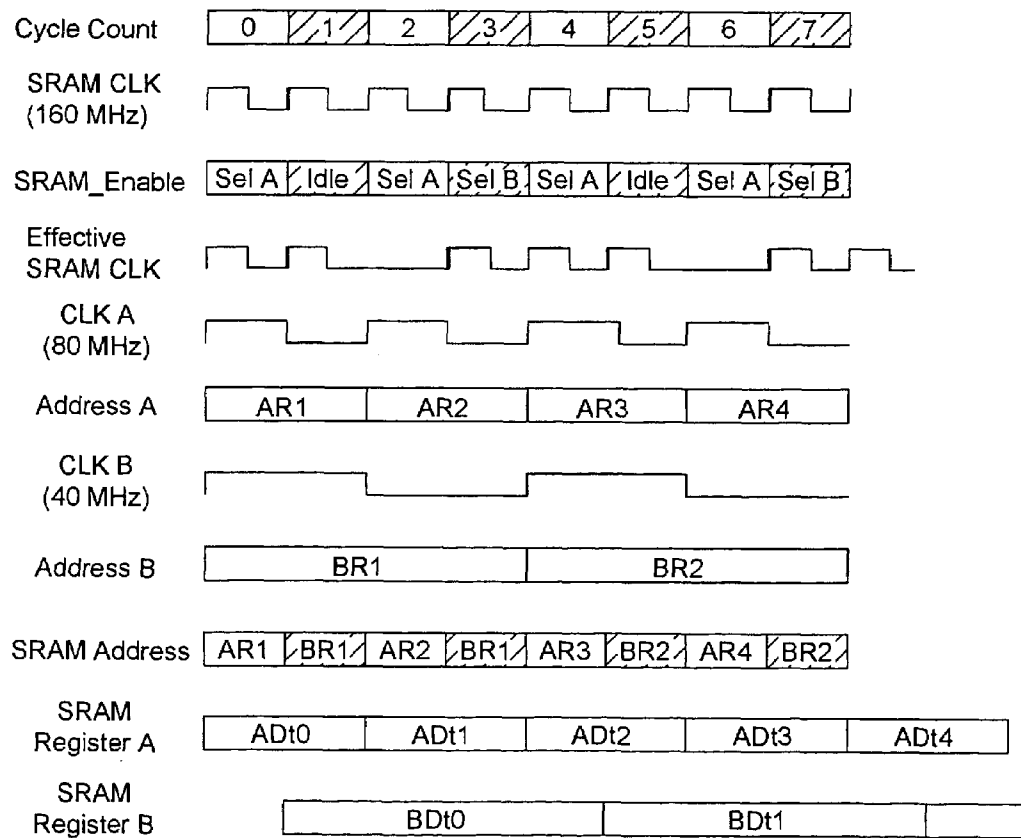 Cycle Count 0 1 2 3 4 5 6 7
SRAM CLK
(160 MHz)
SRAM_Enable Sel A Idle Sel A Sel B Sel A Idle Sel A Sel B
Effective
SRAM CLK
CLK A
(80 MHz)
Address A AR1 AR2 AR3 AR4
CLK B
(40 MHz)
Address B BR1 BR2
SRAM Address AR1 BR1 AR2 BR1 AR3 BR2 AR4 BR2
SRAM
Register A ADt0 ADt1 ADt2 ADt3 ADt4
SRAM
Register B BDt0 BDt1